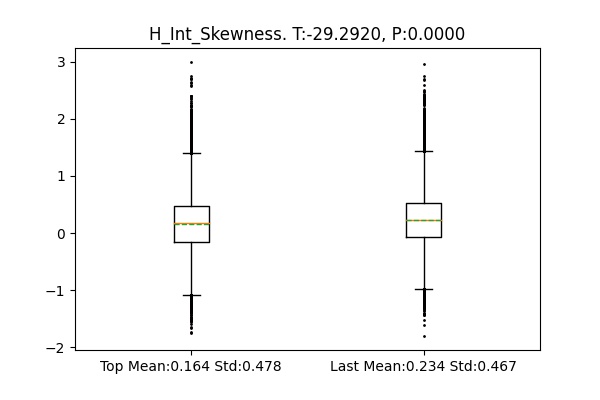 H_Int_Skewness. T:-29.2920, P:0.0000
3
2
1
0
−1
−2
Top Mean:0.164 Std:0.478
Last Mean:0.234 Std:0.467